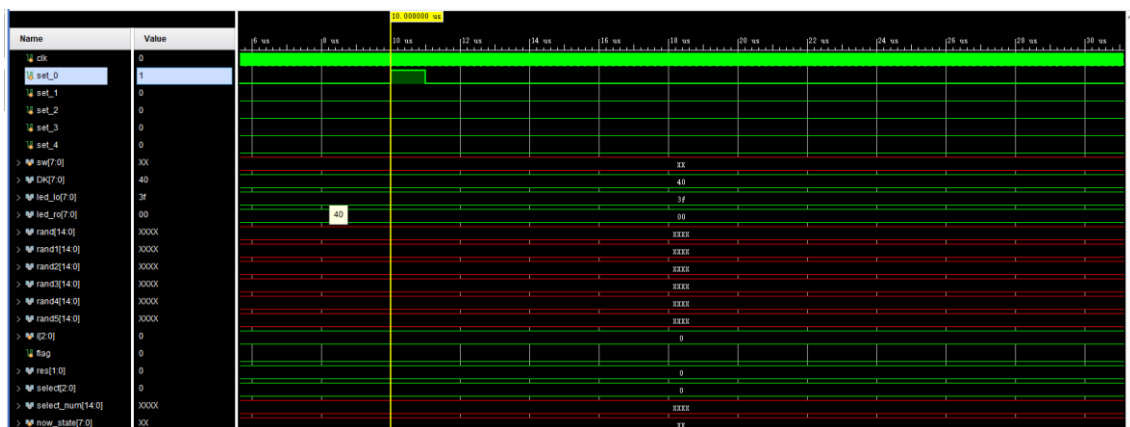 10.000000 us
Name Value
6 us 8 us 10 us 12 us 14 us 16 us 18 us 20 us 22 us 24 us 26 us 28 us 30 us
clk 0
set_0 1
set_1 0
set_2 0
set_3 0
set_4 0
sw[7:0] XX XX
DK[7:0] 40 40
led_lo[7:0] 3f 3f
led_ro[7:0] 00 40 00
rand[14:0] XXXX XXXX
rand1[14:0] XXXX XXXX
rand2[14:0] XXXX XXXX
rand3[14:0] XXXX XXXX
rand4[14:0] XXXX XXXX
rand5[14:0] XXXX XXXX
i[2:0] 0 0
flag 0
res[1:0] 0 0
select[2:0] 0 0
select_num[14:0] XXXX XXXX
now_state[7:0] XX XX